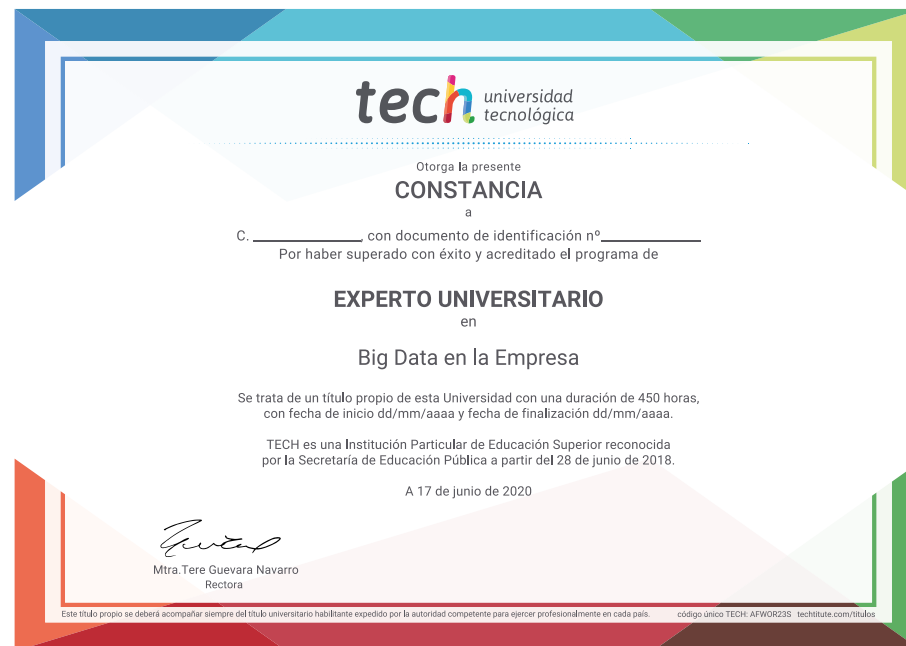 tech universidad
tecnológica
Otorga la presente
CONSTANCIA
a
C. ______________, con documento de identificación nº______________
Por haber superado con éxito y acreditado el programa de
EXPERTO UNIVERSITARIO
en
Big Data en la Empresa
Se trata de un título propio de esta Universidad con una duración de 450 horas,
con fecha de inicio dd/mm/aaaa y fecha de finalización dd/mm/aaaa.
TECH es una Institución Particular de Educación Superior reconocida
por la Secretaría de Educación Pública a partir del 28 de junio de 2018.
A 17 de junio de 2020
Mtra.Tere Guevara Navarro
Rectora
Este título propio se deberá acompañar siempre del título universitario habilitante expedido por la autoridad competente para ejercer profesionalmente en cada país. código único TECH: AFWOR23S techtitute.com/titulos